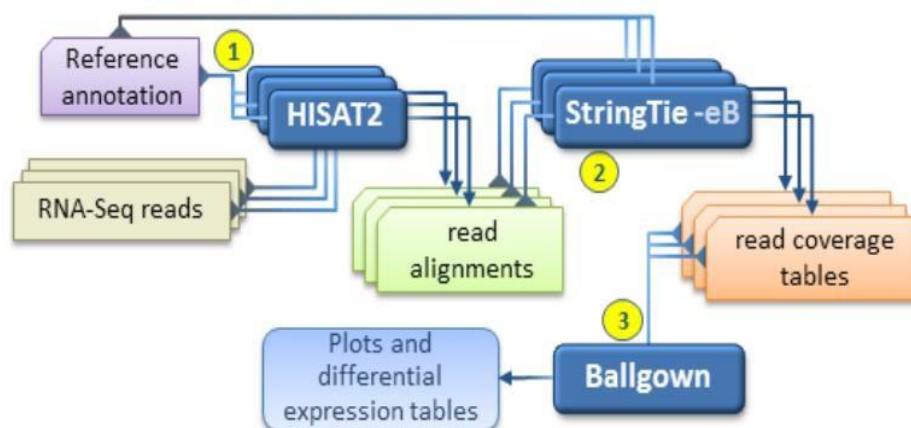 1
Reference
annotation
HISAT2
StringTie -eB
2
RNA-Seq reads
read
alignments
read coverage
tables
3
Plots and
differential
expression tables
Ballgown